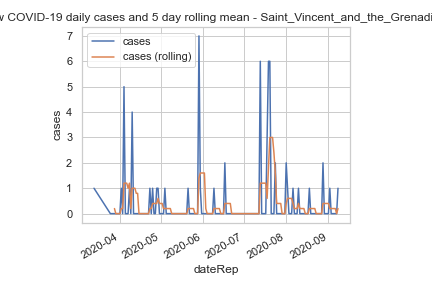 w COVID-19 daily cases and 5 day rolling mean - Saint_Vincent_and_the_Grenadi
cases
cases (rolling)
7
6
5
4
3
2
1
0
cases
2020-04
2020-05
2020-06
2020-07
2020-08
2020-09
dateRep